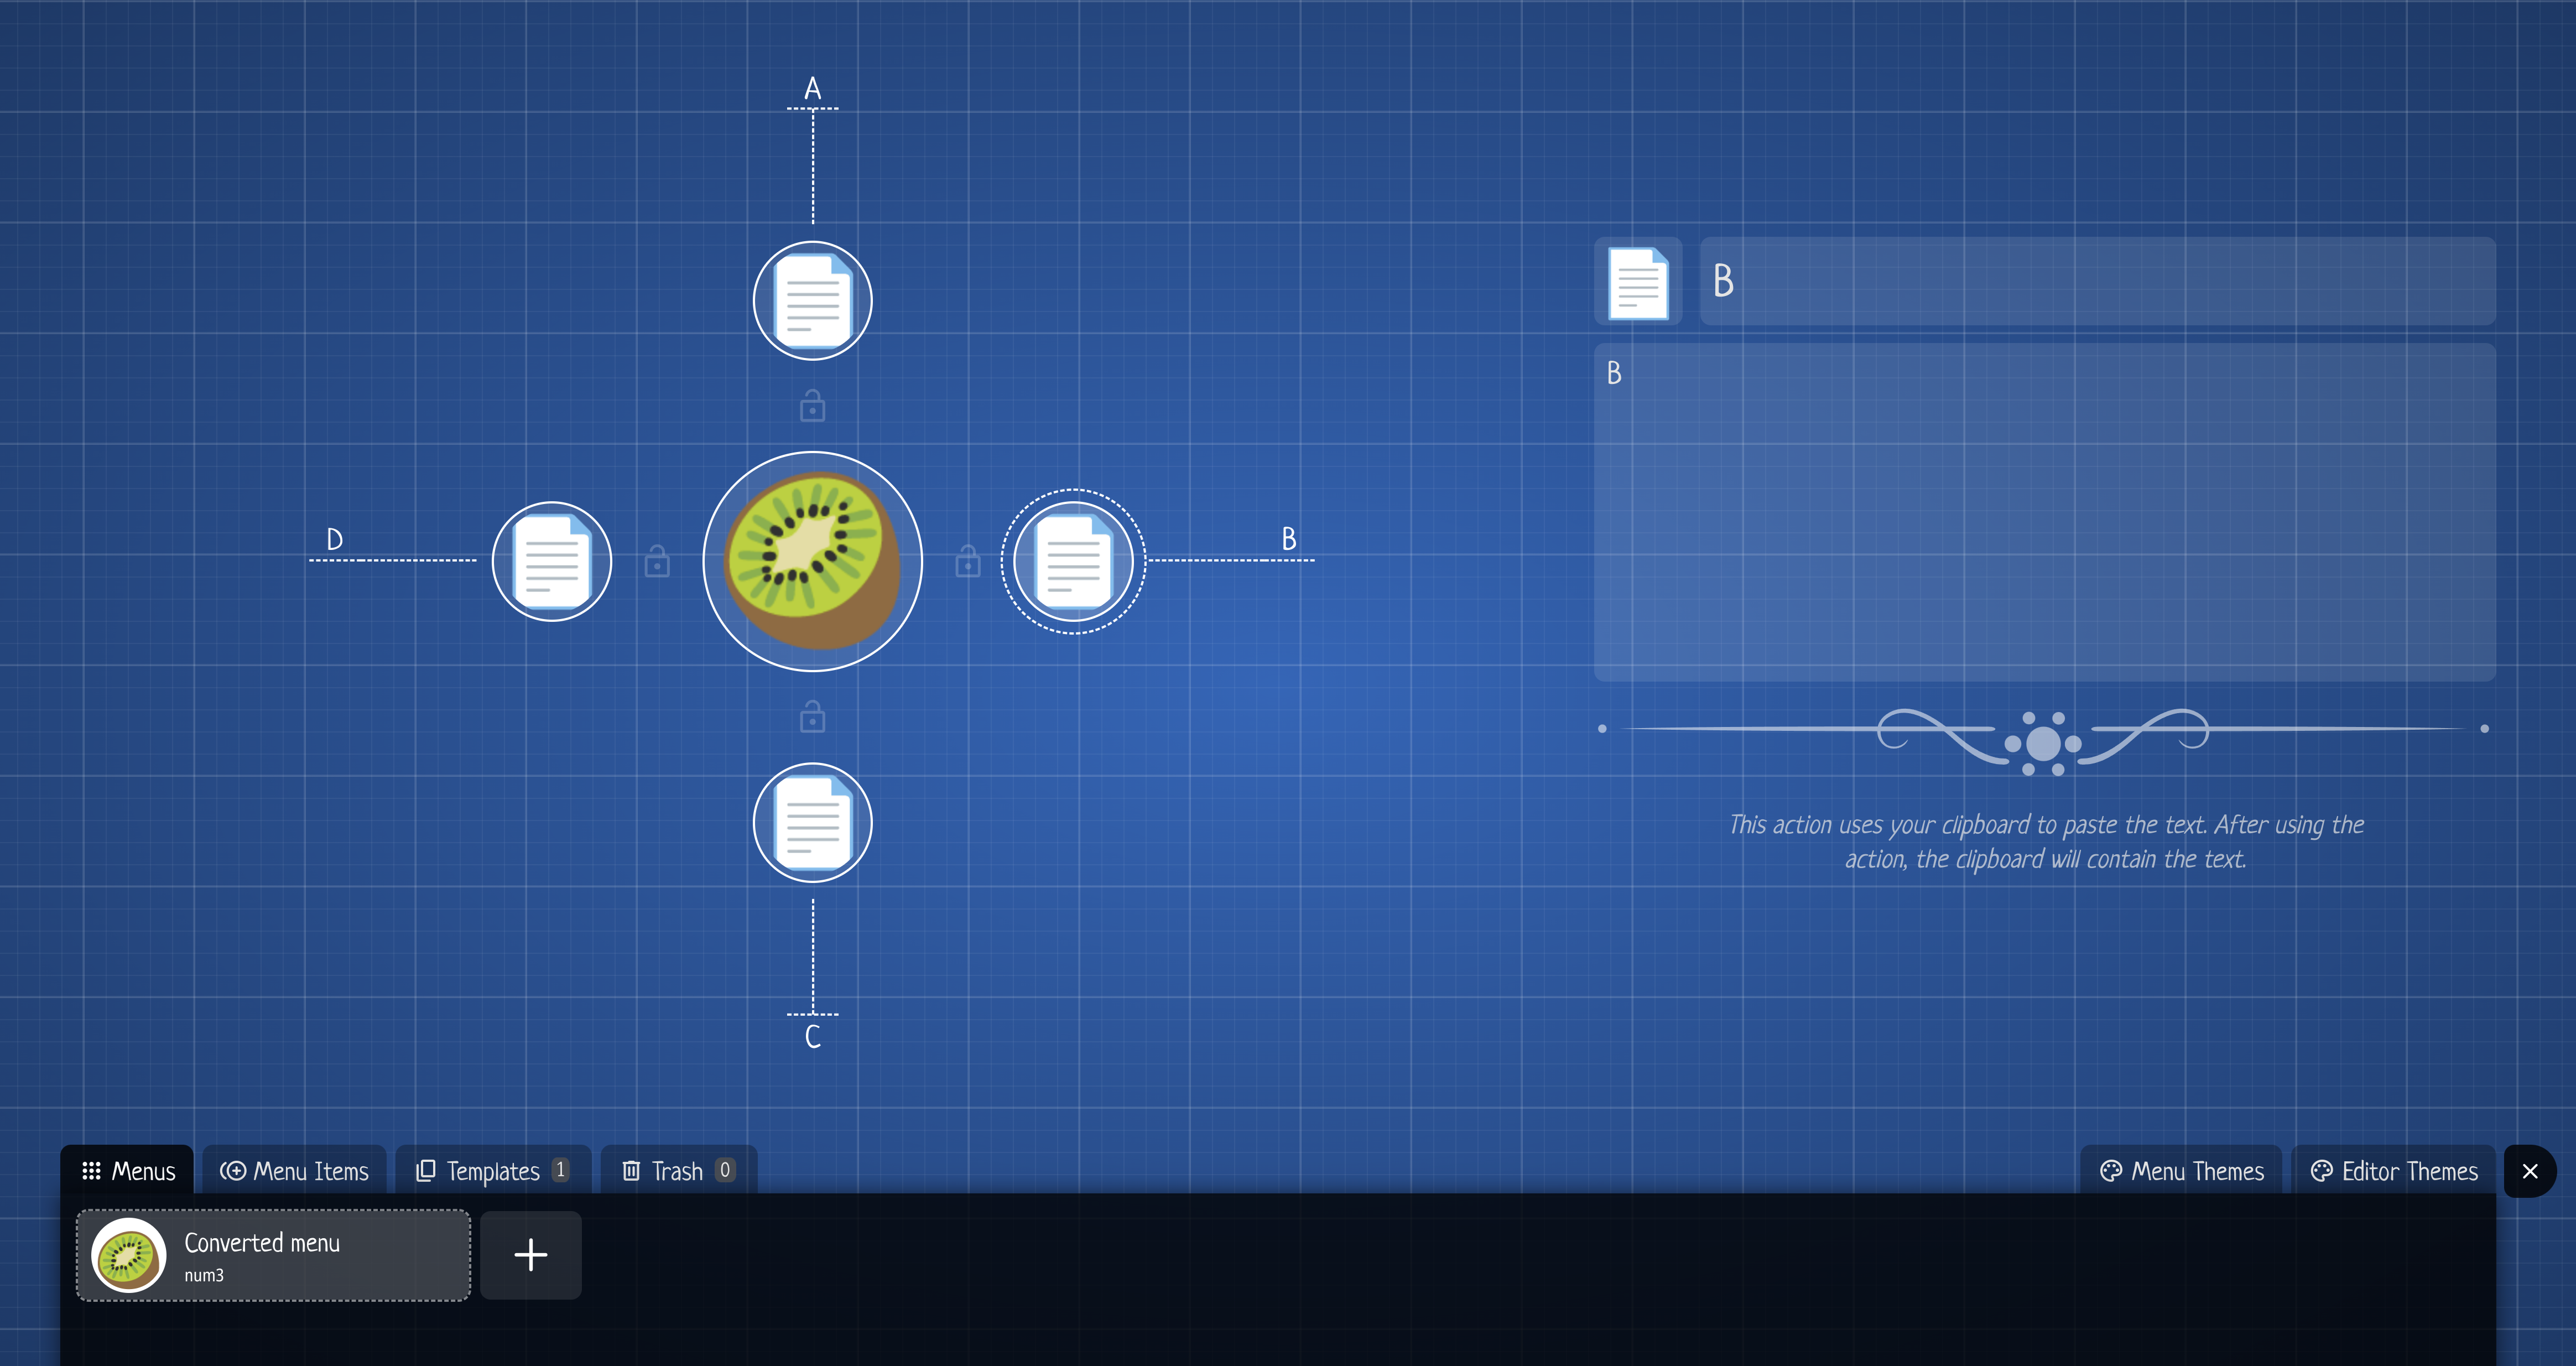 A
B
B
D
B
C
This action uses your clipboard to paste the text. After using the
action, the clipboard will contain the text.
Menus
Menu Items
Templates 1
Trash 0
Menu Themes
Editor Themes
Converted menu
num3